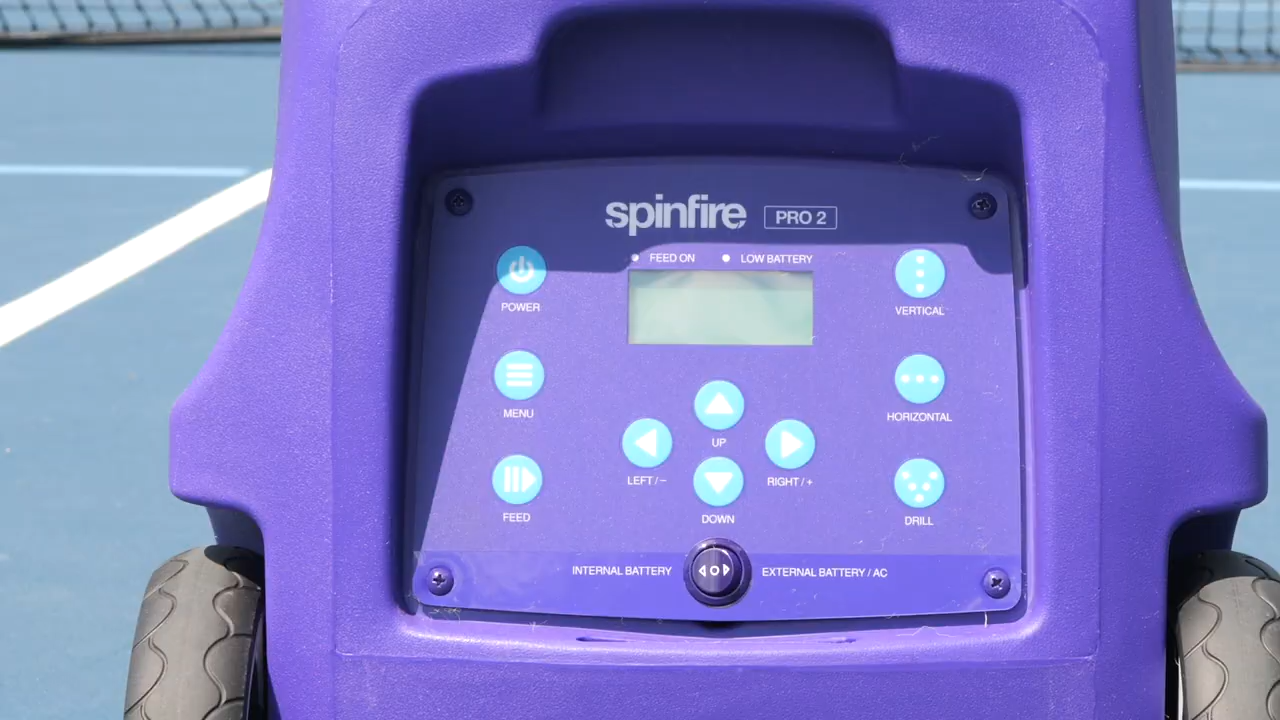 spinfire PRO 2
FEED ON LOW BATTERY
POWER
VERTICAL
MENU
HORIZONTAL
UP
LEFT / –
RIGHT / +
FEED
DOWN
DRILL
INTERNAL BATTERY
EXTERNAL BATTERY / AC